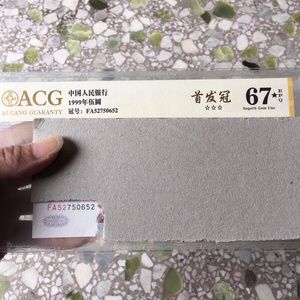 ACG
AI CANG GUARANTY
中国人民银行
1999年伍圆
冠号: FA52750652
首发冠
☆☆☆
67★
EPQ
Superb Gem Unc
FA52750652